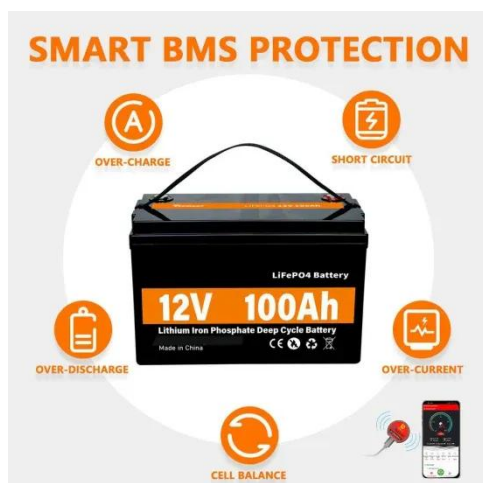 SMART BMS PROTECTION
OVER-CHARGE
SHORT CIRCUIT
LiFePO4 Battery
12V 100Ah
Lithium Iron Phosphate Deep Cycle Battery
Made in China
CE
OVER-DISCHARGE
OVER-CURRENT
CELL BALANCE